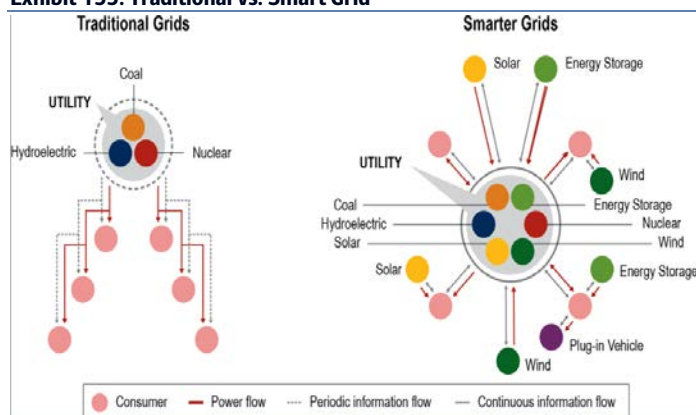 Exhibit 155: Traditional vs. Smart Grid
Traditional Grids
Smarter Grids
Coal
UTILITY
Hydroelectric
Nuclear
Solar
Energy Storage
UTILITY
Wind
Coal
Energy Storage
Hydroelectric
Nuclear
Solar
Wind
Solar
Energy Storage
Plug-in Vehicle
Wind
Consumer
Power flow
Periodic information flow
Continuous information flow